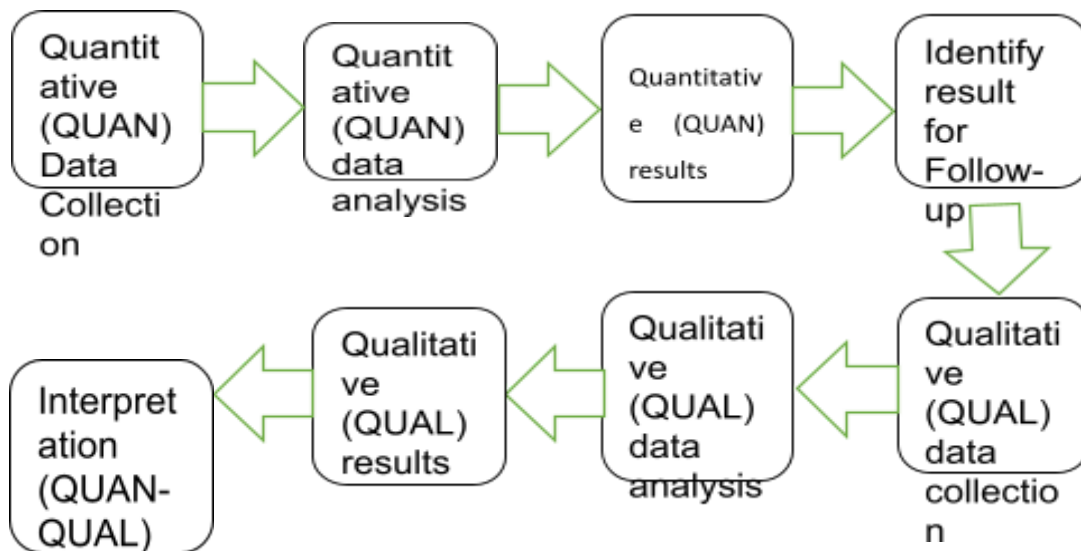 Quantit
ative
(QUAN)
Data
Collecti
on
Quantit
ative
(QUAN)
data
analysis
Quantitativ
e (QUAN)
results
Identify
result
for
Follow-
up
Qualitati
ve
(QUAL)
data
collectio
n
Qualitati
ve
(QUAL)
data
analysis
Qualitati
ve
(QUAL)
results
Interpret
ation
(QUAN-
QUAL)